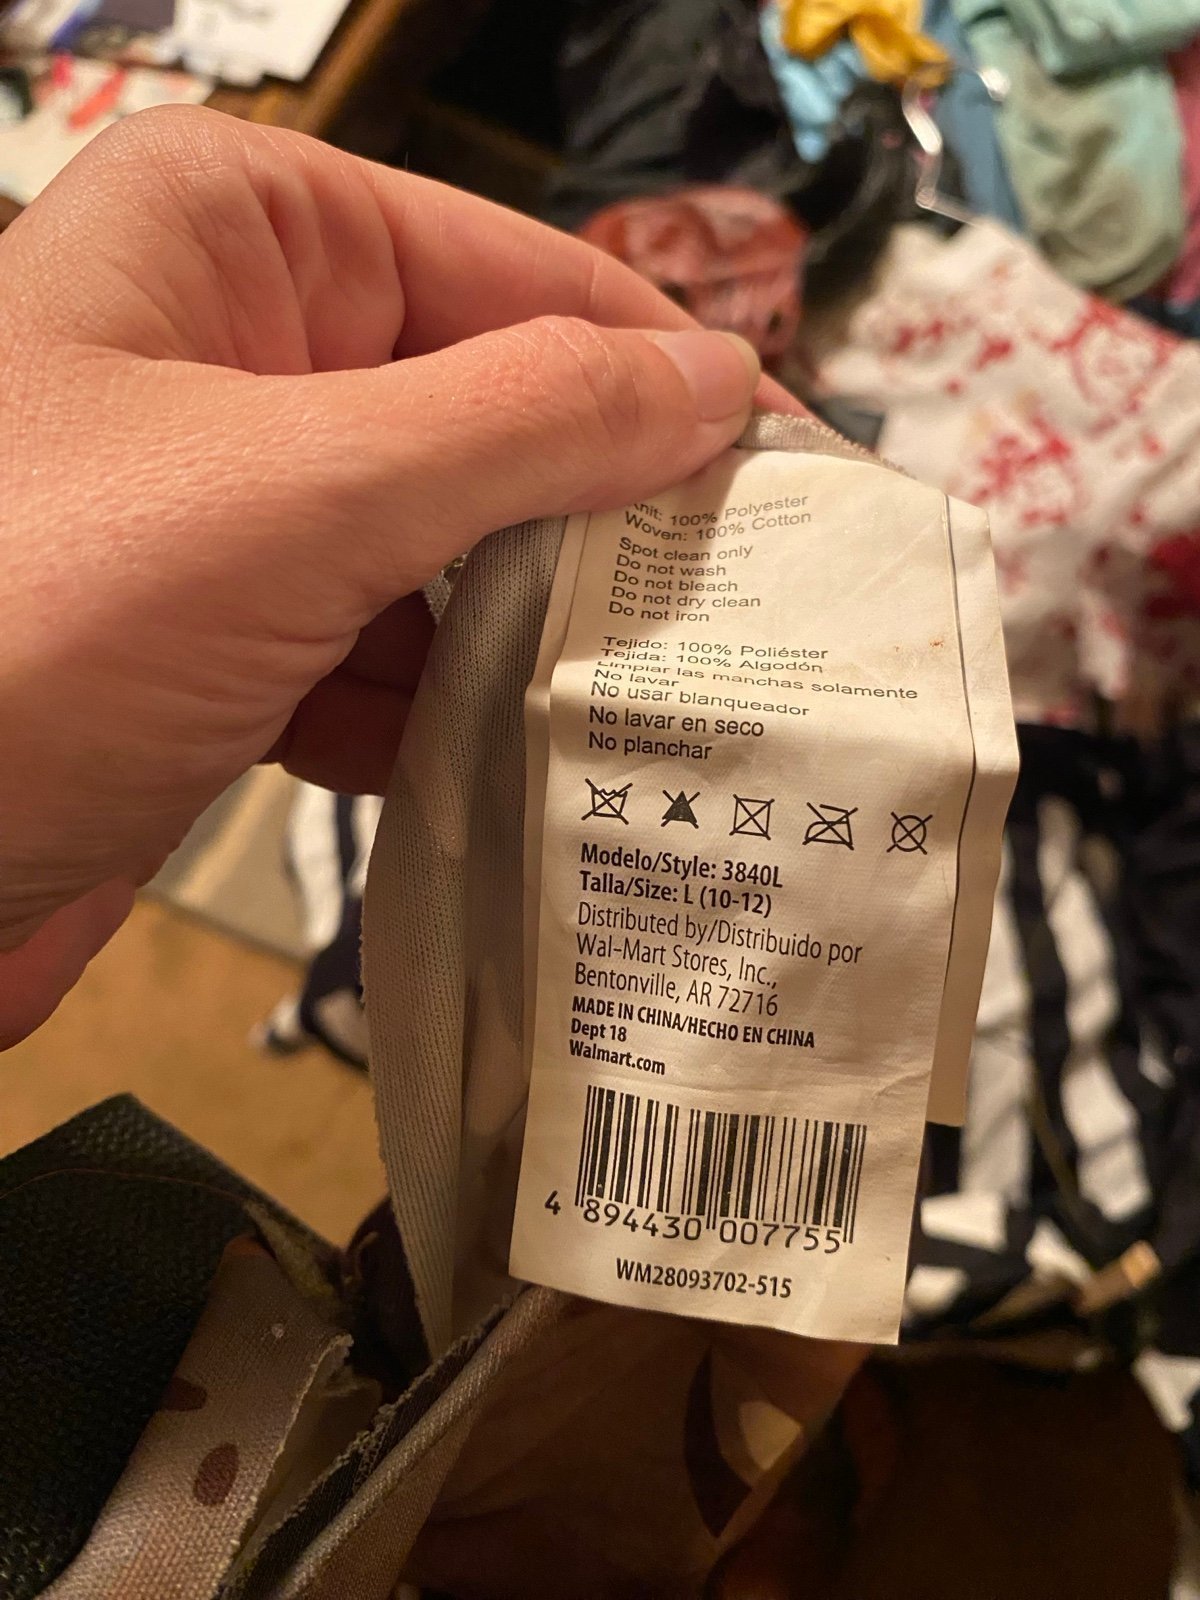 Knit: 100% Polyester
Woven: 100% Cotton
Spot clean only
Do not wash
Do not bleach
Do not dry clean
Do not iron
Tejido: 100% Poliéster
Tejida: 100% Algodón
Limpiar las manchas solamente
No lavar
No usar blanqueador
No lavar en seco
No planchar
Modelo/Style: 3840L
Talla/Size: L (10-12)
Distributed by/Distribuido por
Wal-Mart Stores, Inc.,
Bentonville, AR 72716
MADE IN CHINA/HECHO EN CHINA
Dept 18
Walmart.com
4 894430 007755
WM28093702-515